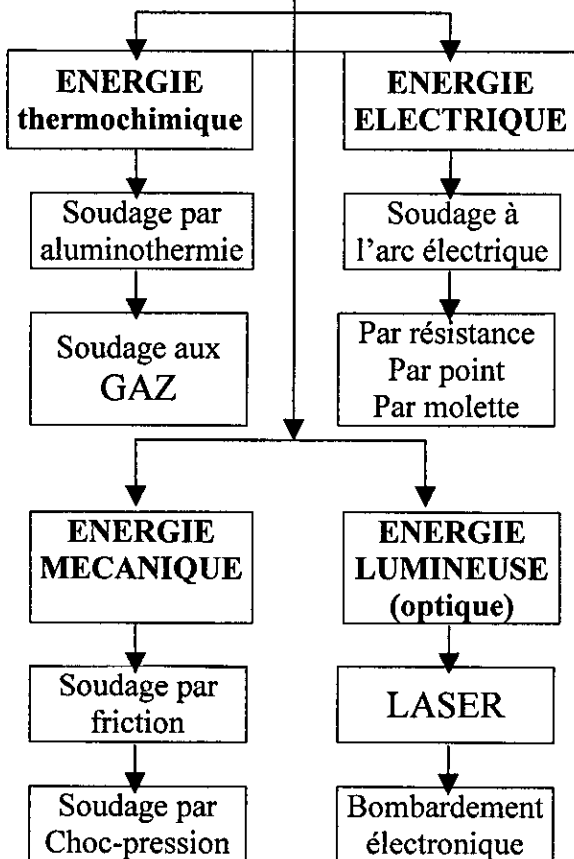 ENERGIE
thermochimique
ENERGIE
ELECTRIQUE
Soudage par
aluminothermie
Soudage à
l'arc électrique
Soudage aux
GAZ
Par résistance
Par point
Par molette
ENERGIE
MECANIQUE
ENERGIE
LUMINEUSE
(optique)
Soudage par
friction
LASER
Soudage par
Choc-pression
Bombardement
électronique